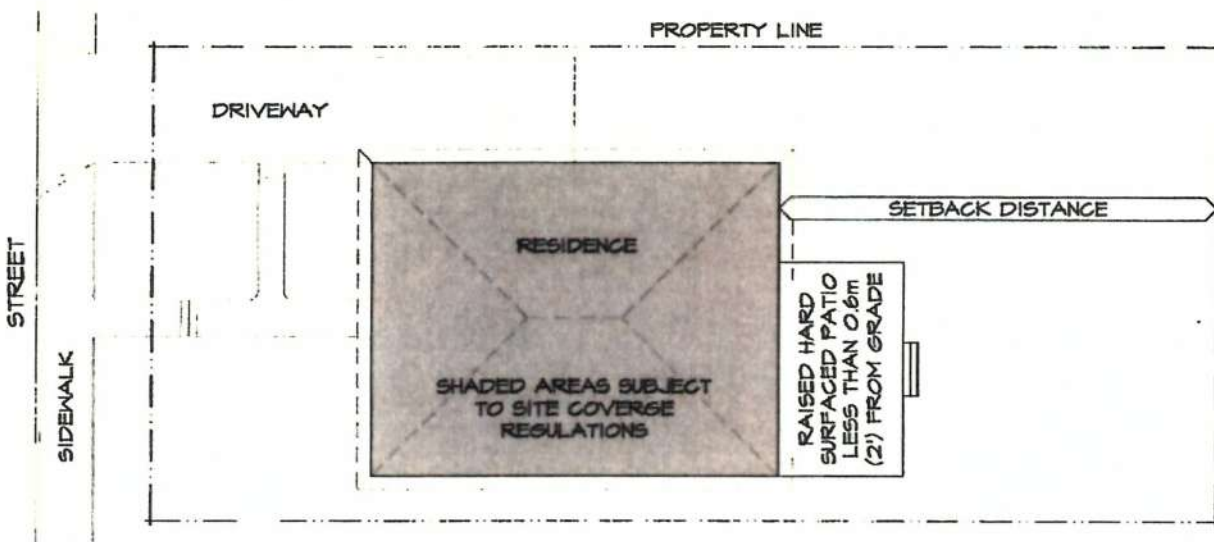 PROPERTY LINE
DRIVEWAY
SETBACK DISTANCE
RESIDENCE
STREET
SIDEWALK
SHADED AREAS SUBJECT
TO SITE COVERGE
REGULATIONS
RAISED HARD
SURFACED PATIO
LESS THAN 0.6m
(2') FROM GRADE